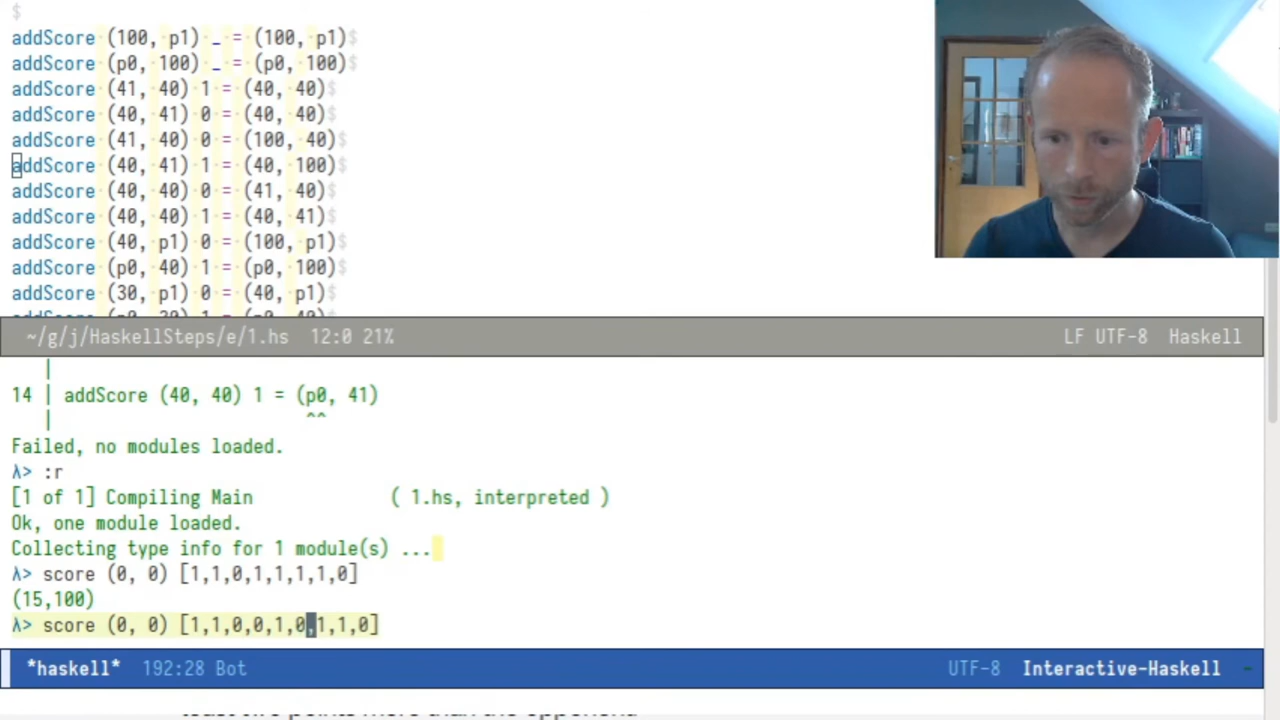 $
addScore (100, p1) _ = (100, p1)$
addScore (p0, 100) _ = (p0, 100)$
addScore (41, 40) 1 = (40, 40)$
addScore (40, 41) 0 = (40, 40)$
addScore (41, 40) 0 = (100, 40)$
addScore (40, 41) 1 = (40, 100)$
addScore (40, 40) 0 = (41, 40)$
addScore (40, 40) 1 = (40, 41)$
addScore (40, p1) 0 = (100, p1)$
addScore (p0, 40) 1 = (p0, 100)$
addScore (30, p1) 0 = (40, p1)$
~/g/j/HaskellSteps/e/1.hs 12:0 21% LF UTF-8 Haskell
|
14 | addScore (40, 40) 1 = (p0, 41)
| ^^
Failed, no modules loaded.
λ> :r
[1 of 1] Compiling Main ( 1.hs, interpreted )
Ok, one module loaded.
Collecting type info for 1 module(s) ...
λ> score (0, 0) [1,1,0,1,1,1,1,0]
(15,100)
λ> score (0, 0) [1,1,0,0,1,0,1,1,0]
*haskell* 192:28 Bot UTF-8 Interactive-Haskell -